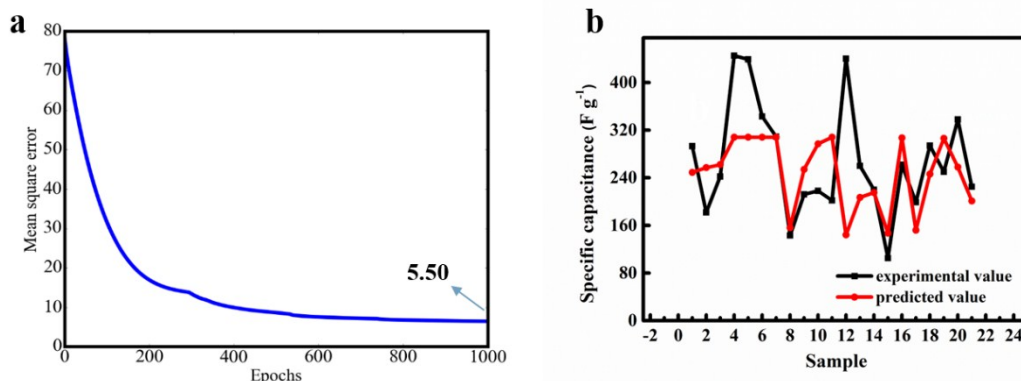 a
80
70
60
50
40
30
20
10
0
Mean square error
5.50
0 200 400 600 800 1000
Epochs
b
400
320
240
160
80
0
Specific capacitance (F g-1)
experimental value
predicted value
-2 0 2 4 6 8 10 12 14 16 18 20 22 24
Sample